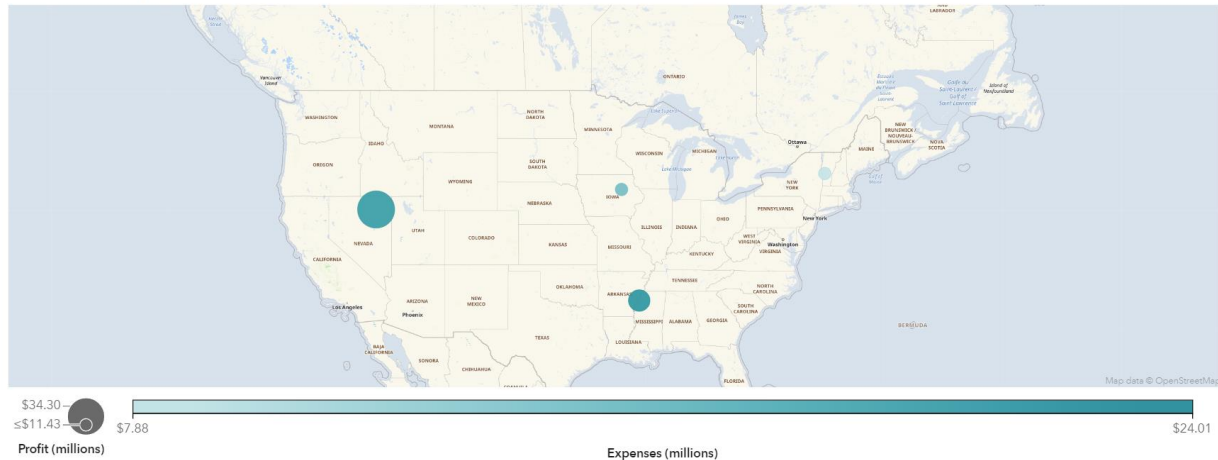 LABRADOR
Vancouver
Island
ONTARIO
Island of
Newfoundland
WASHINGTON
NORTH
DAKOTA
MINNESOTA
MONTANA
NEW
BRUNSWICK /
NOUVEAU-
BRUNSWICK
NOVA
SCOTIA
Ottawa
MAINE
IDAHO
OREGON
SOUTH
DAKOTA
WISCONSIN
MICHIGAN
Lake Michigan
WYOMING
NEW
YORK
IOWA
NEBRASKA
PENNSYLVANIA
New York
OHIO
ILLINOIS
INDIANA
UTAH
NEVADA
COLORADO
KANSAS
MISSOURI
WEST
VIRGINIA
Washington
VIRGINIA
KENTUCKY
CALIFORNIA
TENNESSEE
NORTH
CAROLINA
OKLAHOMA
ARKANSAS
ARIZONA
NEW
MEXICO
Los Angeles
Phoenix
SOUTH
CAROLINA
MISSISSIPPI
ALABAMA
GEORGIA
BERMUDA
TEXAS
LOUISIANA
BAJA
CALIFORNIA
SONORA
CHIHUAHUA
FLORIDA
Map data © OpenStreetMap
$34.30
≤$11.43
$7.88
$24.01
Profit (millions)
Expenses (millions)